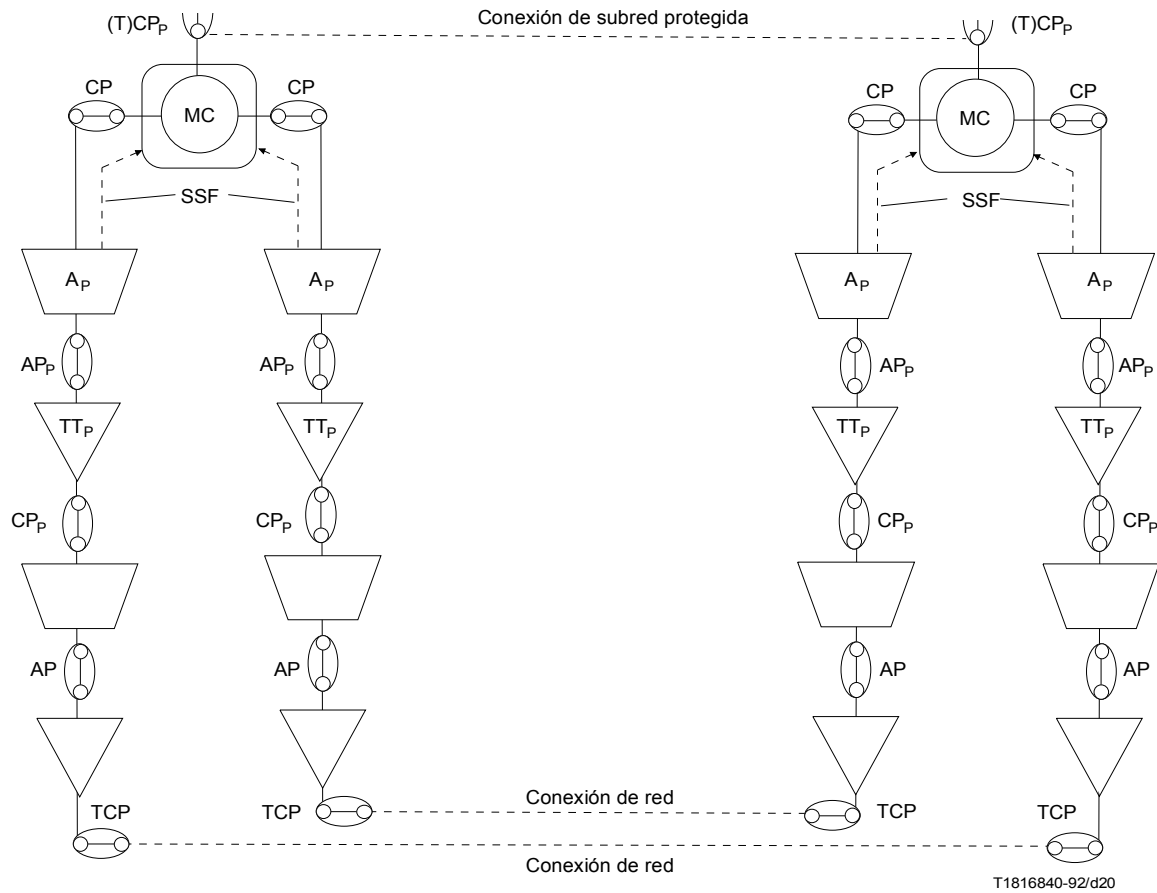 (T)CPP Conexión de subred protegida (T)CPP
CP MC CP CP MC CP
SSF SSF
AP AP AP AP
APP APP APP APP
TTP TTP TTP TTP
CPP CPP CPP CPP
AP AP AP AP
TCP TCP Conexión de red TCP TCP
Conexión de red
T1816840-92/d20